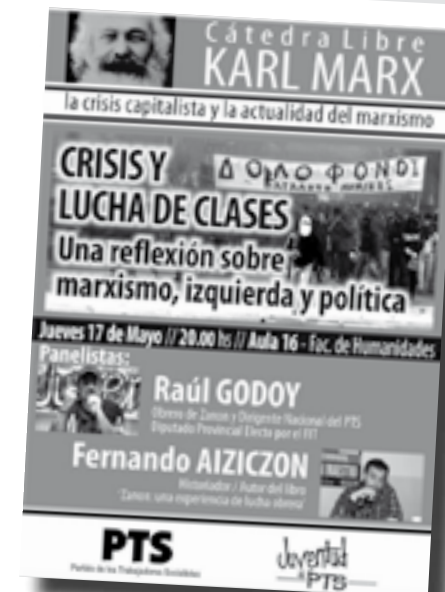 Cátedra Libre
KARL MARX
la crisis capitalista y la actualidad del marxismo
ΔΟΛΟΦΟΝΟΙ
CRISIS Y
LUCHA DE CLASES
Una reflexión sobre
marxismo, izquierda y política
Jueves 17 de Mayo // 20.00 hs // Aula 16 - Fac. de Humanidades
Panelistas:
Raúl GODOY
Obrero de Zanon y Dirigente Nacional del PTS
Diputado Provincial Electo por el FIT
Fernando AIZICZON
Historiador / Autor del libro
'Zanon: una experiencia de lucha obrera'
PTS
Partido de los Trabajadores Socialistas
Juventud
PTS